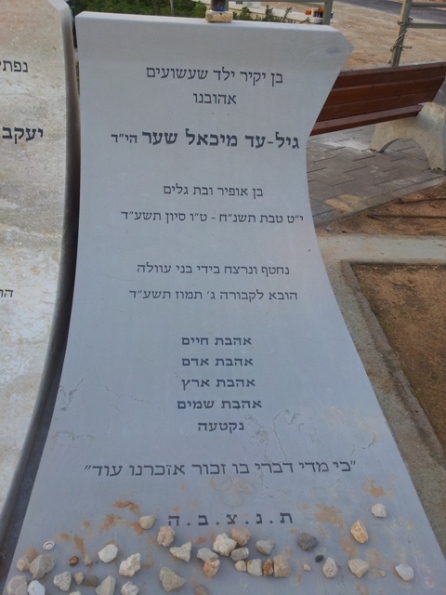 בן יקיר ילד שעשועים
אהובנו
גיל-עד מיכאל שער הי״ד
בן אופיר ובת גלים
י״ט טבת תשנ״ח - ט״ו סיון תשע״ד
נחטף ונרצח בידי בני עוולה
הובא לקבורה ג׳ תמוז תשע״ד
אהבת חיים
אהבת אדם
אהבת ארץ
אהבת שמים
נקטעה
״כי מדי דברי בו זכור אזכרנו עוד״
ת.נ.צ.ב.ה
יעקב